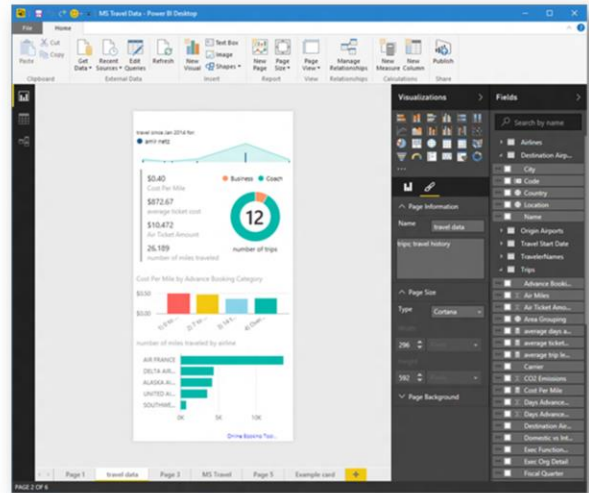 MS Travel Data - Power BI Desktop
File Home
Cut
Copy
Paste
Get Data
Recent Sources
Edit Queries
Refresh
New Visual
Text Box
Image
Shapes
New Page
Page Size
Page View
Manage Relationships
New Measure
New Column
Publish
Clipboard External Data Insert Report View Relationships Calculations Share
travel since Jan 2014 for:
amir netz
$0.40
Cost Per Mile
$872.67
average ticket cost
$10,472
Air Ticket Amount
26,189
number of miles traveled
Business Coach
12
number of trips
Cost Per Mile by Advance Booking Category
$0.50
$0.00
number of miles traveled by airline
AIR FRANCE
DELTA AIR...
ALASKA AI...
UNITED AI...
SOUTHWE...
0K 5K 10K
Online Booking Tool...
Visualizations
Page Information
Name travel data
trips; travel history
Page Size
Type Cortana
Width
296
592
Page Background
Fields
Search by name
Airlines
Destination Airp...
City
Code
Country
Location
Name
Origin Airports
Travel Start Date
TravelerNames
Trips
Advance Booki...
Air Miles
Air Ticket Amo...
Area Grouping
average days a...
average ticket...
average trip le...
Carrier
CO2 Emissions
Cost Per Mile
Days Advance...
Days Advance...
Destination Air...
Domestic vs Int...
Exec Function...
Exec Org Detail
Fiscal Quarter
Page 1 travel data Page 3 MS Travel Page 5 Example card
PAGE 2 OF 6